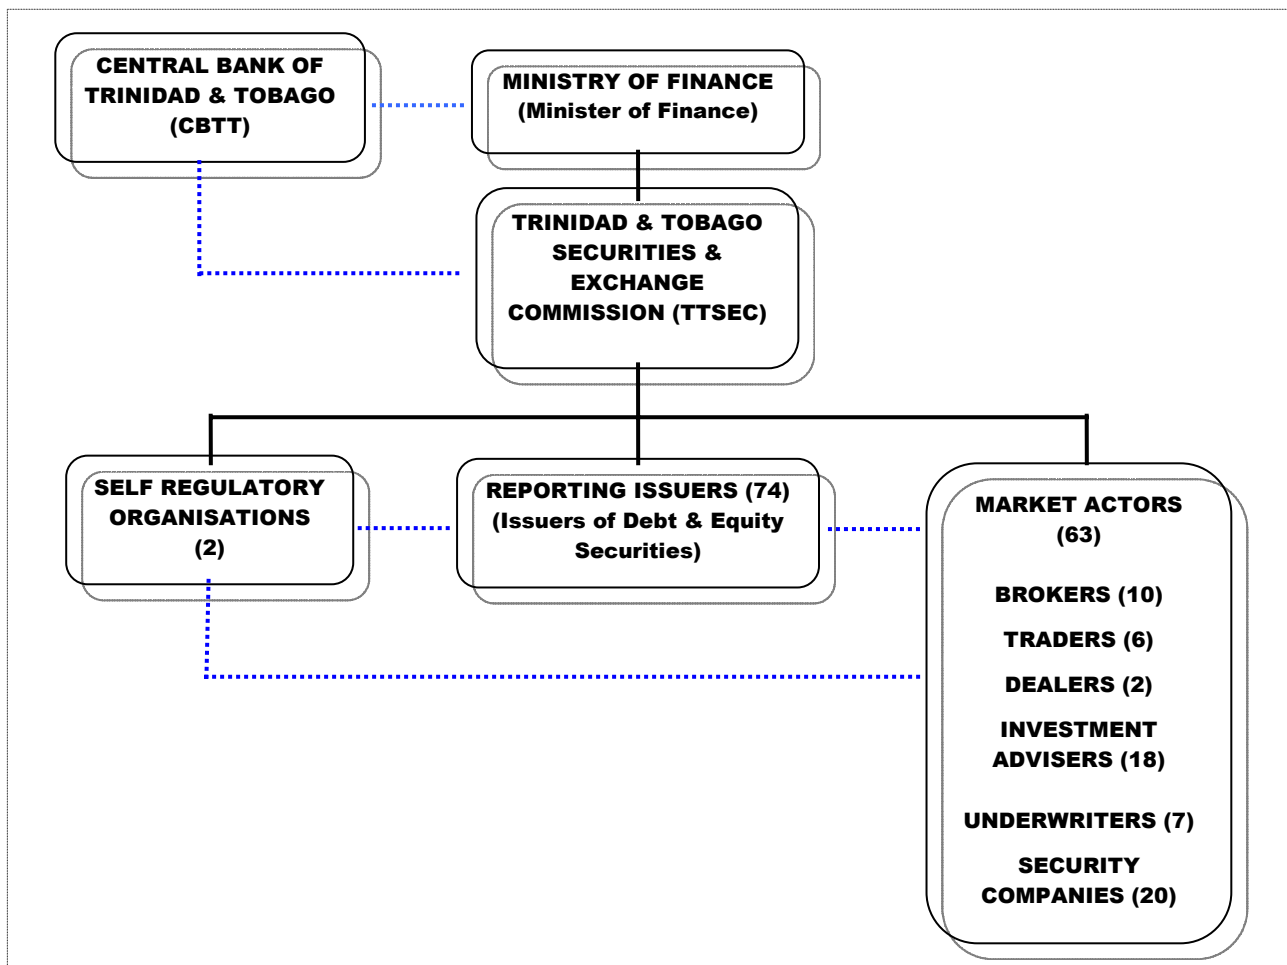 CENTRAL BANK OF
TRINIDAD & TOBAGO
(CBTT)
MINISTRY OF FINANCE
(Minister of Finance)
TRINIDAD & TOBAGO
SECURITIES &
EXCHANGE
COMMISSION (TTSEC)
SELF REGULATORY
ORGANISATIONS
(2)
REPORTING ISSUERS (74)
(Issuers of Debt & Equity
Securities)
MARKET ACTORS
(63)
BROKERS (10)
TRADERS (6)
DEALERS (2)
INVESTMENT
ADVISERS (18)
UNDERWRITERS (7)
SECURITY
COMPANIES (20)